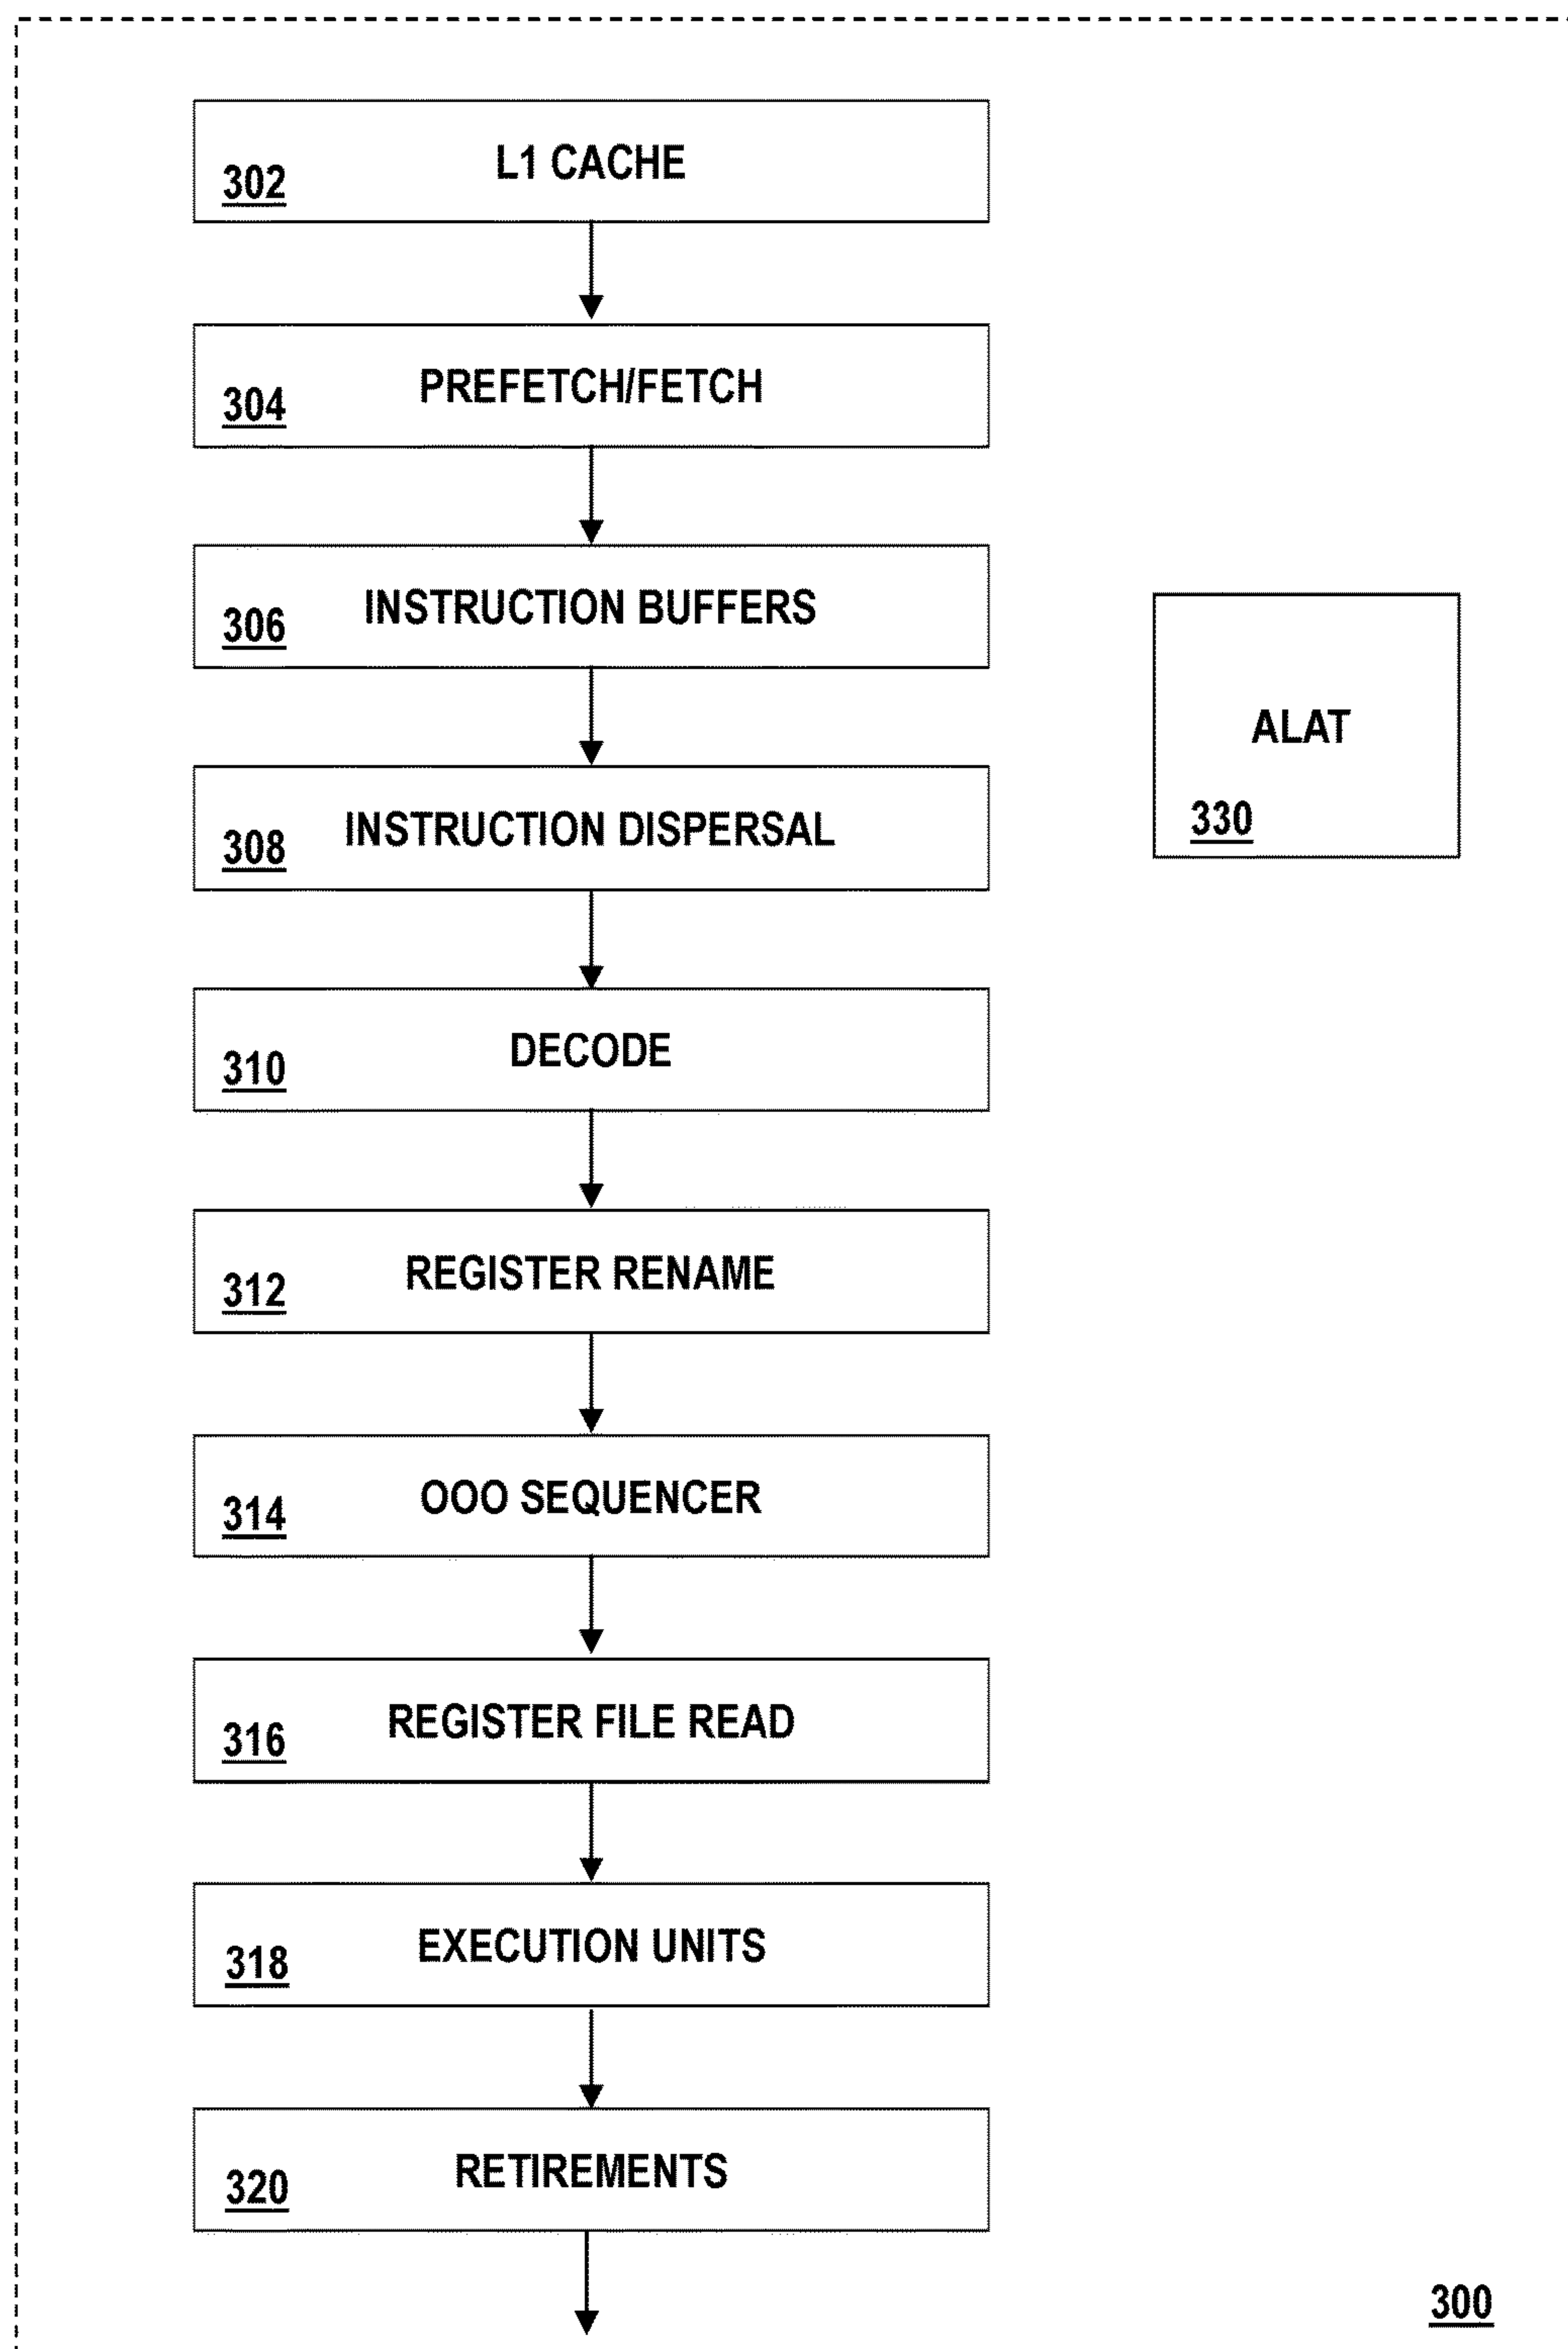 L1 CACHE
302
PREFETCH/FETCH
304
INSTRUCTION BUFFERS
306
INSTRUCTION DISPERSAL
308
ALAT
330
DECODE
310
REGISTER RENAME
312
OOO SEQUENCER
314
REGISTER FILE READ
316
EXECUTION UNITS
318
RETIREMENTS
320
300